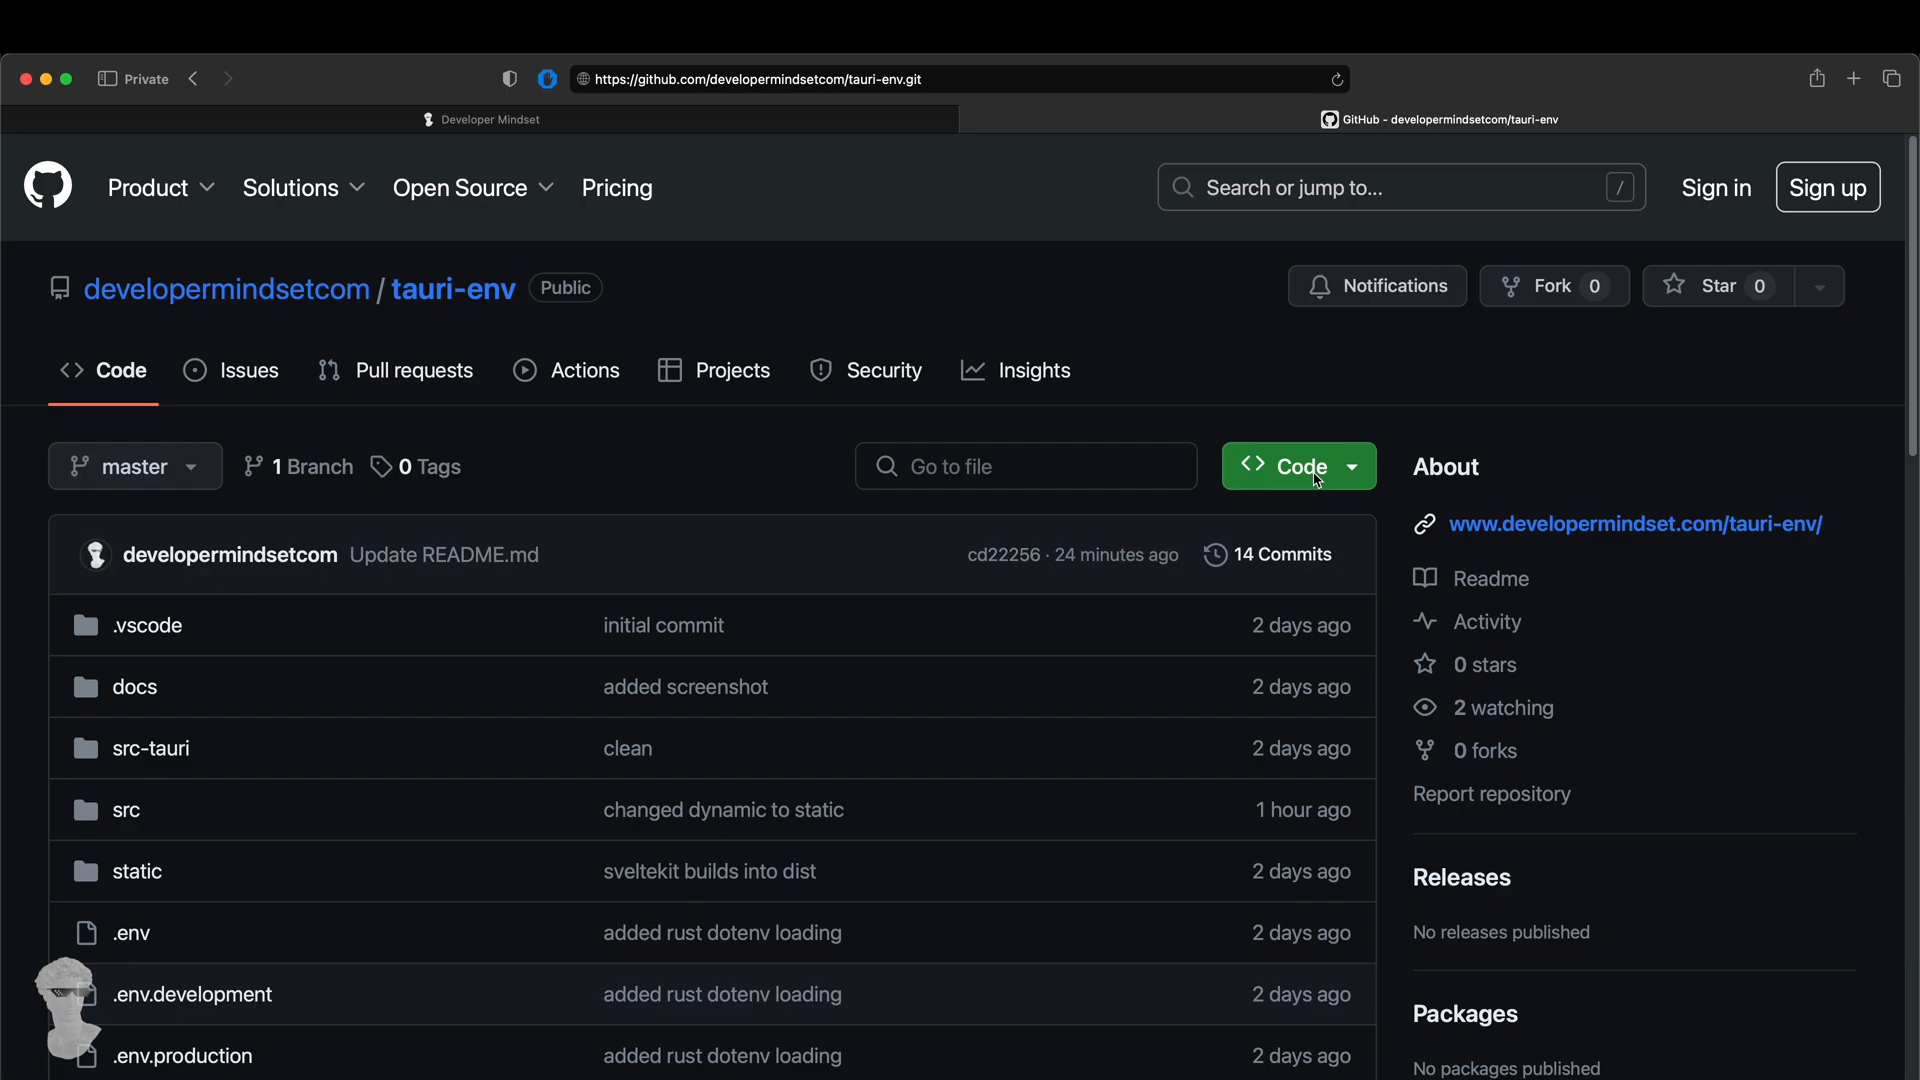 Private
https://github.com/developermindsetcom/tauri-env.git
Developer Mindset
GitHub - developermindsetcom/tauri-env
Product Solutions Open Source Pricing
Search or jump to...
/
Sign in
Sign up
developermindsetcom / tauri-env
Public
Notifications
Fork 0
Star 0
Code
Issues
Pull requests
Actions
Projects
Security
Insights
master
1 Branch
0 Tags
Go to file
Code
developermindsetcom Update README.md cd22256 · 24 minutes ago 14 Commits
.vscode initial commit 2 days ago
docs added screenshot 2 days ago
src-tauri clean 2 days ago
src changed dynamic to static 1 hour ago
static sveltekit builds into dist 2 days ago
.env added rust dotenv loading 2 days ago
.env.development added rust dotenv loading 2 days ago
.env.production added rust dotenv loading 2 days ago
About
www.developermindset.com/tauri-env/
Readme
Activity
0 stars
2 watching
0 forks
Report repository
Releases
No releases published
Packages
No packages published